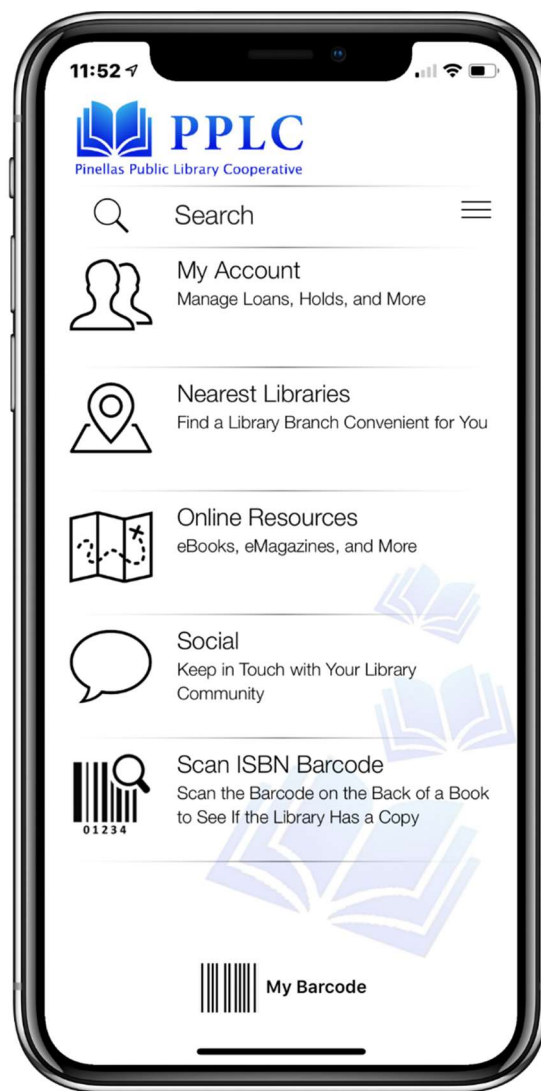 11:52
PPLC
Pinellas Public Library Cooperative
Search
My Account
Manage Loans, Holds, and More
Nearest Libraries
Find a Library Branch Convenient for You
Online Resources
eBooks, eMagazines, and More
Social
Keep in Touch with Your Library
Community
Scan ISBN Barcode
Scan the Barcode on the Back of a Book
to See If the Library Has a Copy
01234
My Barcode